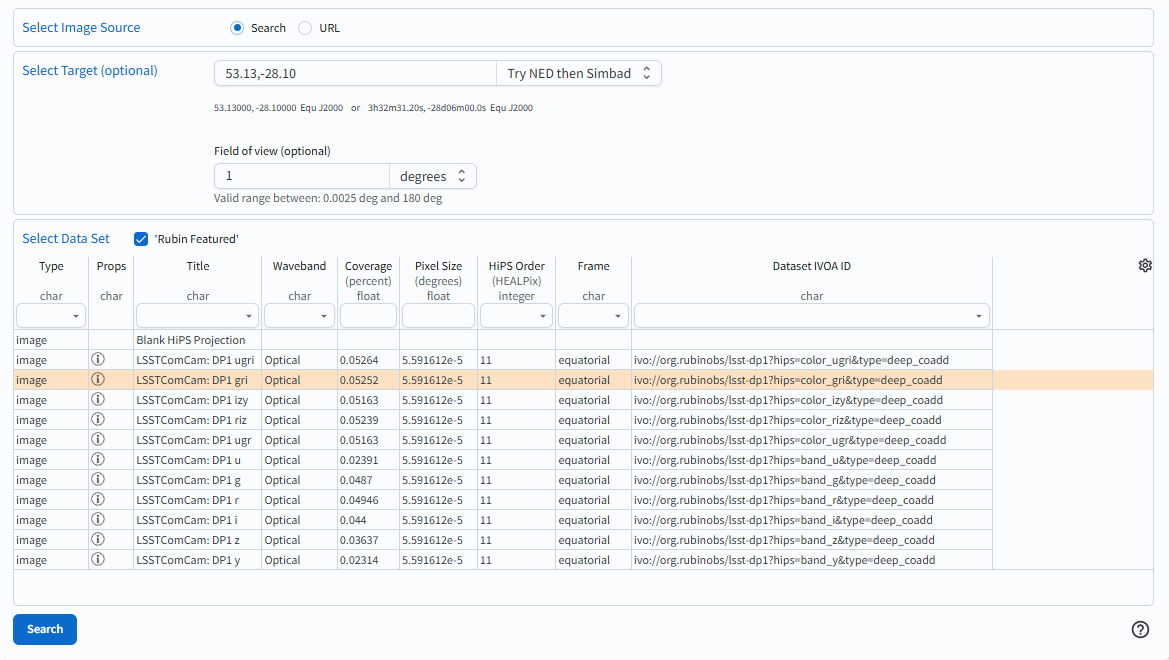 Select Image Source Search URL
Select Target (optional) 53.13,-28.10 Try NED then Simbad
53.13000, -28.10000 Equ J2000 or 3h32m31.20s, -28d06m00.0s Equ J2000
Field of view (optional)
1 degrees
Valid range between: 0.0025 deg and 180 deg
Select Data Set 'Rubin Featured'
Type Props Title Waveband Coverage Pixel Size HiPS Order Frame Dataset IVOA ID
(percent) (degrees) (HEALPix)
char char char char float float integer char char
image Blank HiPS Projection
image LSSTComCam: DP1 ugri Optical 0.05264 5.591612e-5 11 equatorial ivo://org.rubinobs/lsst-dp1?hips=color_ugri&type=deep_coadd
image LSSTComCam: DP1 gri Optical 0.05252 5.591612e-5 11 equatorial ivo://org.rubinobs/lsst-dp1?hips=color_gri&type=deep_coadd
image LSSTComCam: DP1 izy Optical 0.05163 5.591612e-5 11 equatorial ivo://org.rubinobs/lsst-dp1?hips=color_izy&type=deep_coadd
image LSSTComCam: DP1 riz Optical 0.05239 5.591612e-5 11 equatorial ivo://org.rubinobs/lsst-dp1?hips=color_riz&type=deep_coadd
image LSSTComCam: DP1 ugr Optical 0.05163 5.591612e-5 11 equatorial ivo://org.rubinobs/lsst-dp1?hips=color_ugr&type=deep_coadd
image LSSTComCam: DP1 u Optical 0.02391 5.591612e-5 11 equatorial ivo://org.rubinobs/lsst-dp1?hips=band_u&type=deep_coadd
image LSSTComCam: DP1 g Optical 0.0487 5.591612e-5 11 equatorial ivo://org.rubinobs/lsst-dp1?hips=band_g&type=deep_coadd
image LSSTComCam: DP1 r Optical 0.04946 5.591612e-5 11 equatorial ivo://org.rubinobs/lsst-dp1?hips=band_r&type=deep_coadd
image LSSTComCam: DP1 i Optical 0.044 5.591612e-5 11 equatorial ivo://org.rubinobs/lsst-dp1?hips=band_i&type=deep_coadd
image LSSTComCam: DP1 z Optical 0.03637 5.591612e-5 11 equatorial ivo://org.rubinobs/lsst-dp1?hips=band_z&type=deep_coadd
image LSSTComCam: DP1 y Optical 0.02314 5.591612e-5 11 equatorial ivo://org.rubinobs/lsst-dp1?hips=band_y&type=deep_coadd
Search